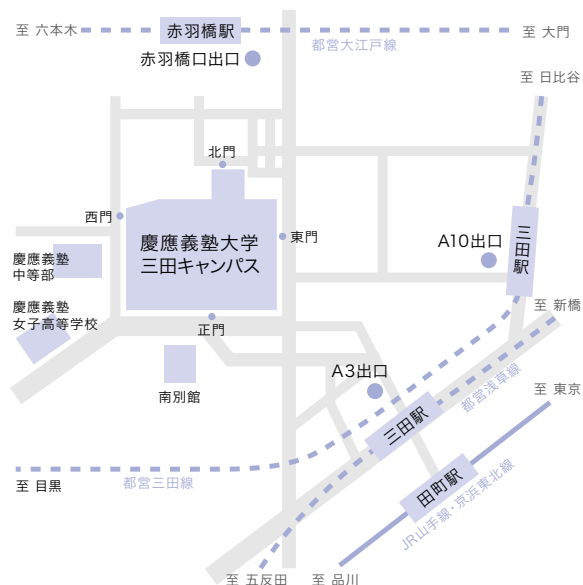 至 六本木
赤羽橋駅
至 大門
都営大江戸線
赤羽橋口出口
至 日比谷
北門
西門
慶應義塾大学
三田キャンパス
東門
A10出口
三田駅
慶應義塾
中等部
慶應義塾
女子高等学校
至 新橋
正門
南別館
A3出口
都営浅草線
至 東京
三田駅
田町駅
JR山手線・京浜東北線
都営三田線
至 目黒
至 五反田
至 品川